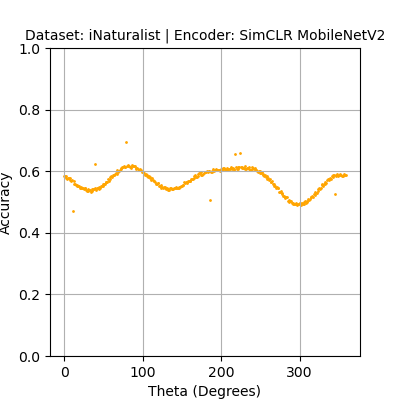 Dataset: iNaturalist | Encoder: SimCLR MobileNetV2
1.0
0.8
0.6
0.4
0.2
0.0
Accuracy
0 100 200 300
Theta (Degrees)